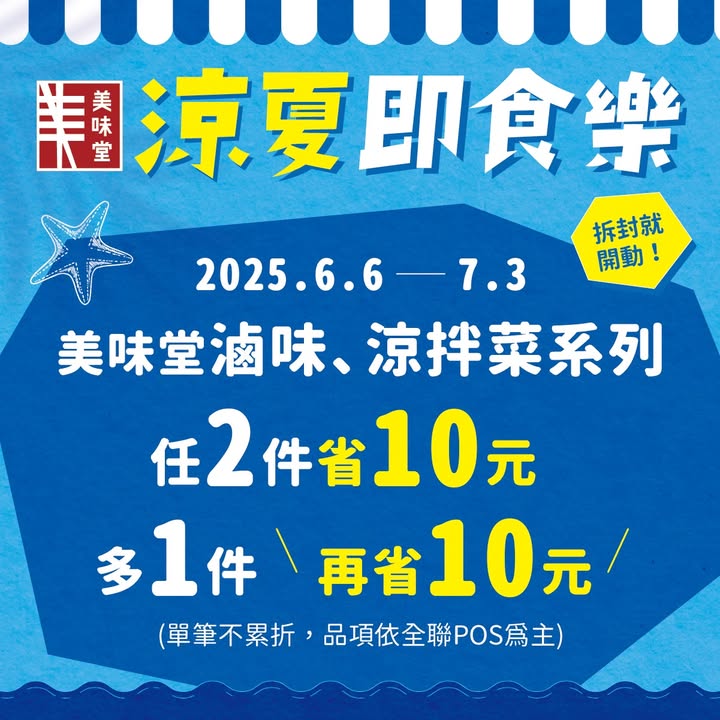 美味堂
涼夏即食樂
拆封就
開動！
2025.6.6 — 7.3
美味堂滷味、涼拌菜系列
任2件省10元
多1件 \ 再省10元 /
(單筆不累折，品項依全聯POS爲主)